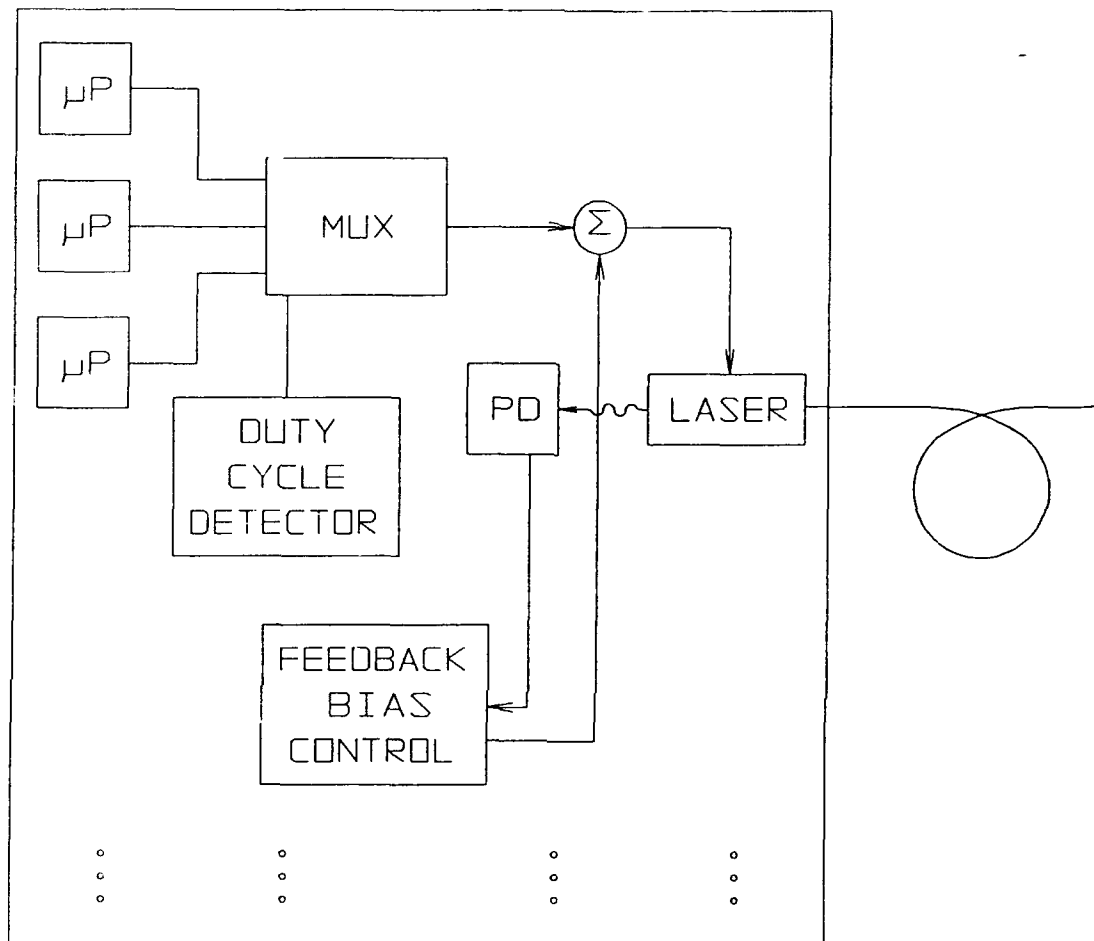 μP
μP
μP
MUX
Σ
DUTY
CYCLE
DETECTOR
PD
LASER
FEEDBACK
BIAS
CONTROL